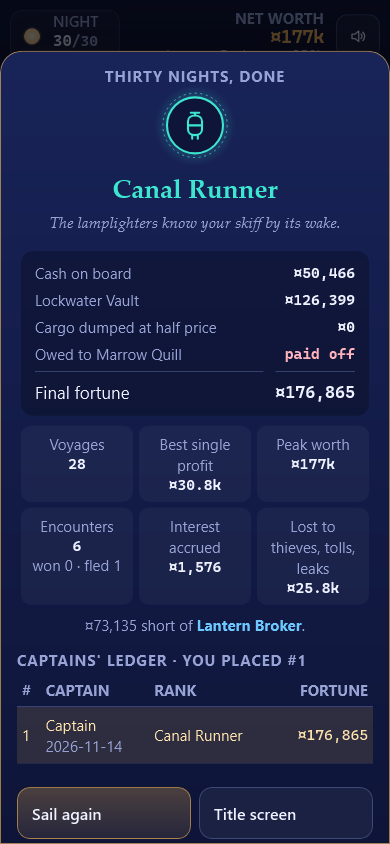 NIGHT
30/30
NET WORTH
¤177k
THIRTY NIGHTS, DONE
Canal Runner
The lamplighters know your skiff by its wake.
Cash on board ¤50,466
Lockwater Vault ¤126,399
Cargo dumped at half price ¤0
Owed to Marrow Quill paid off
Final fortune ¤176,865
Voyages
28
Best single
profit
¤30.8k
Peak worth
¤177k
Encounters
6
won 0 · fled 1
Interest
accrued
¤1,576
Lost to
thieves, tolls,
leaks
¤25.8k
¤73,135 short of Lantern Broker.
CAPTAINS' LEDGER · YOU PLACED #1
# CAPTAIN RANK FORTUNE
1 Captain Canal Runner ¤176,865
2026-11-14
Sail again
Title screen